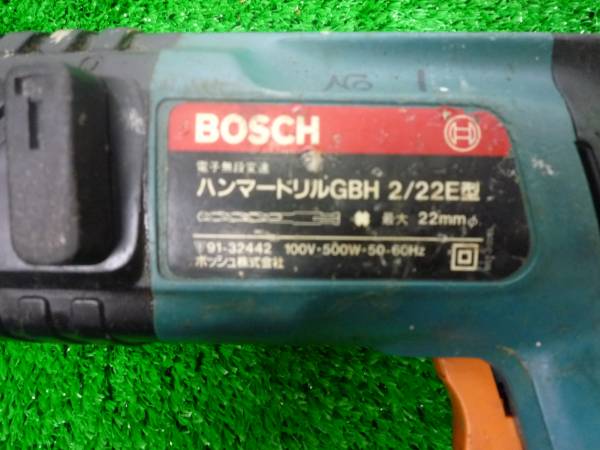 BOSCH
電子無段変速
ハンマードリルGBH 2/22E型
最大 22mmφ
〒91-32442 100V・500W・50-60Hz
ボッシュ株式会社